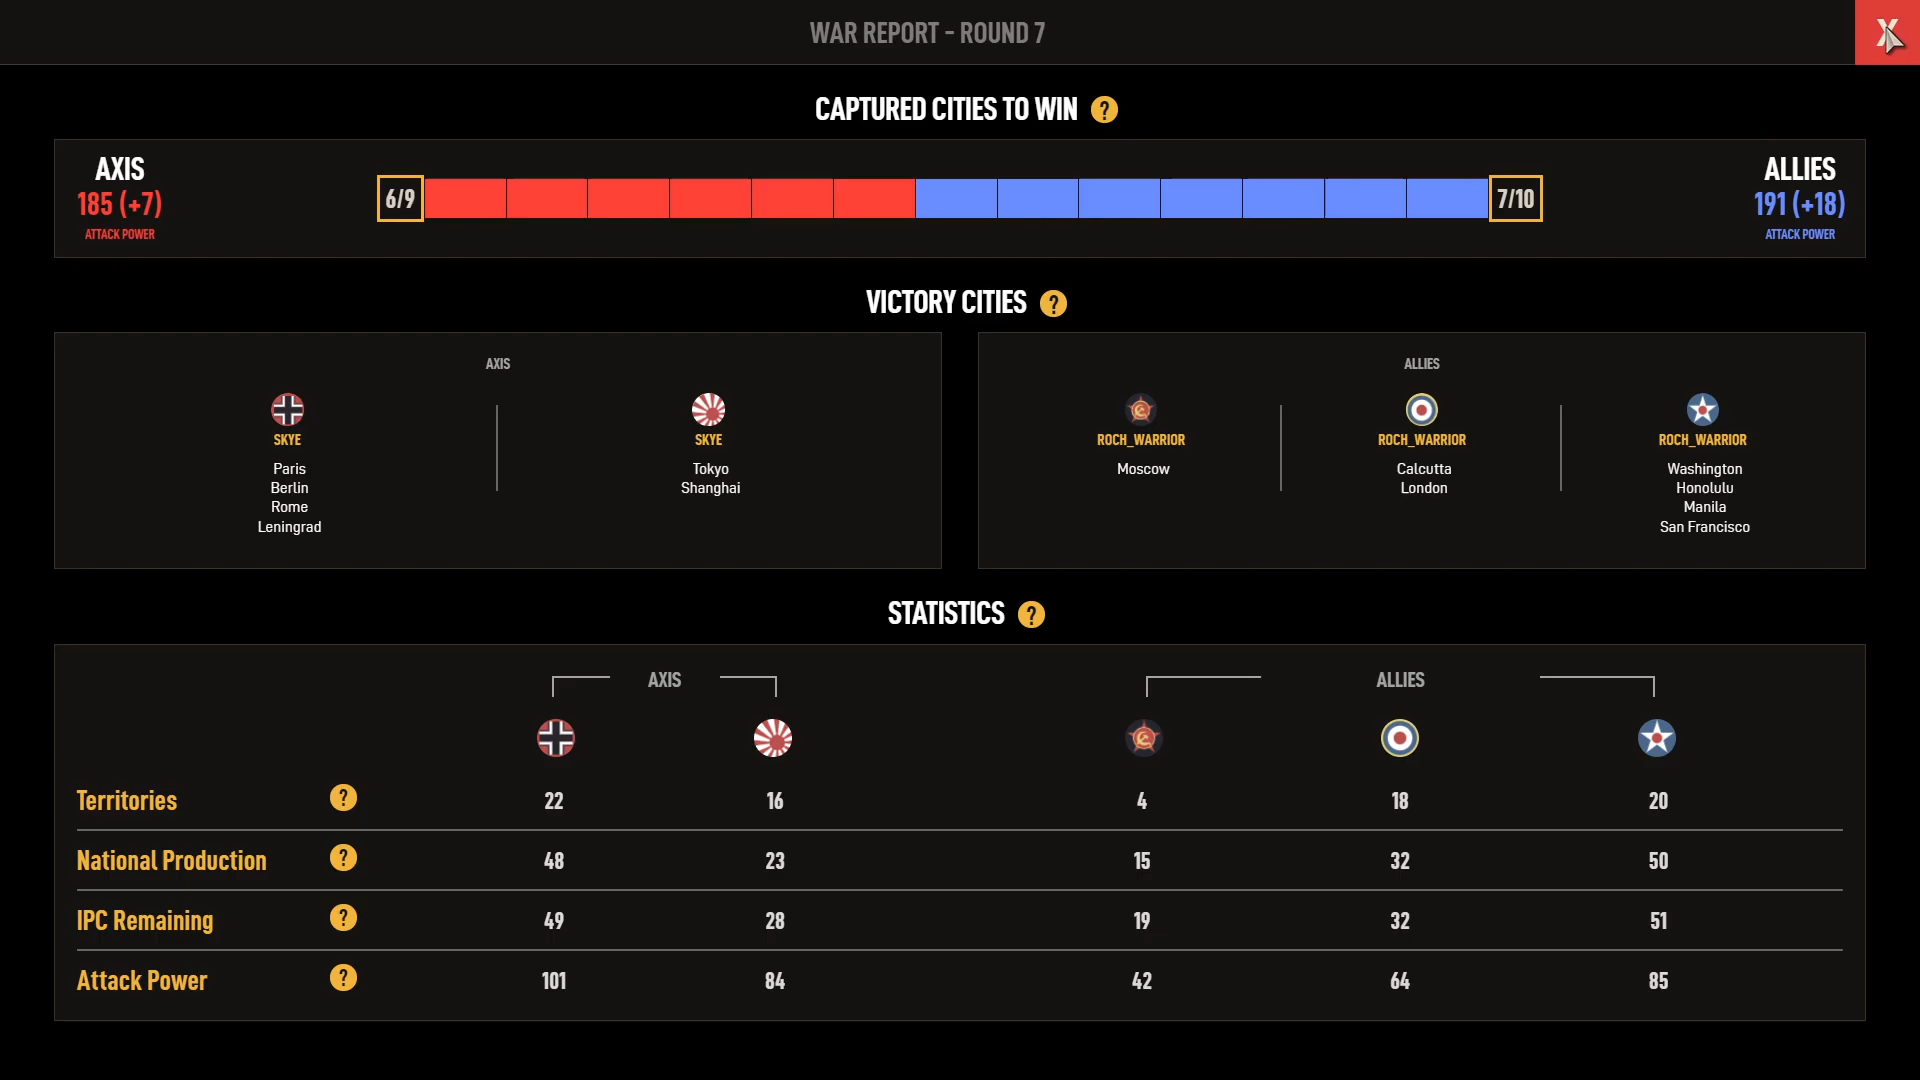 WAR REPORT - ROUND 7
X
CAPTURED CITIES TO WIN ?
AXIS
185 (+7)
ATTACK POWER
6/9
7/10
ALLIES
191 (+18)
ATTACK POWER
VICTORY CITIES ?
AXIS
SKYE
Paris
Berlin
Rome
Leningrad
SKYE
Tokyo
Shanghai
ALLIES
ROCH_WARRIOR
Moscow
ROCH_WARRIOR
Calcutta
London
ROCH_WARRIOR
Washington
Honolulu
Manila
San Francisco
STATISTICS ?
AXIS ALLIES
Territories ? 22 16 4 18 20
National Production ? 48 23 15 32 50
IPC Remaining ? 49 28 19 32 51
Attack Power ? 101 84 42 64 85